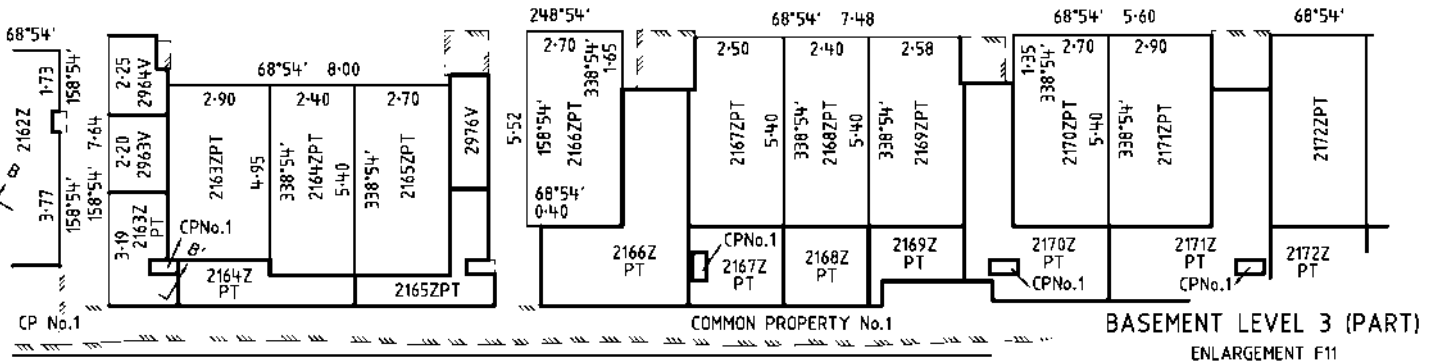 68°54'
248°54'
68°54' 7·48
68°54' 5·60
68°54'
1·73
158°54'
2162Z
3·77
158°54'
7·64
158°54'
2·25
2964V
2·20
2963V
3·19
2163Z
PT
CPNo.1
B
B
68°54' 8·00
2·90
2·40
2·70
2163ZPT
4·95
338°54'
2164ZPT
5·40
338°54'
2165ZPT
2976V
2164Z
PT
2165ZPT
2·70
5·52
158°54'
2166ZPT
338°54'
1·65
68°54'
0·40
2166Z
PT
2·50
2·40
2·58
2167ZPT
5·40
338°54'
2168ZPT
5·40
338°54'
2169ZPT
CPNo.1
2167Z
PT
2168Z
PT
2169Z
PT
1·35
338°54'
2·70
2·90
2170ZPT
5·40
338°54'
2171ZPT
2170Z
PT
CPNo.1
2171Z
PT
CPNo.1
2172ZPT
2172Z
PT
CP No.1
COMMON PROPERTY No.1
BASEMENT LEVEL 3 (PART)
ENLARGEMENT F11